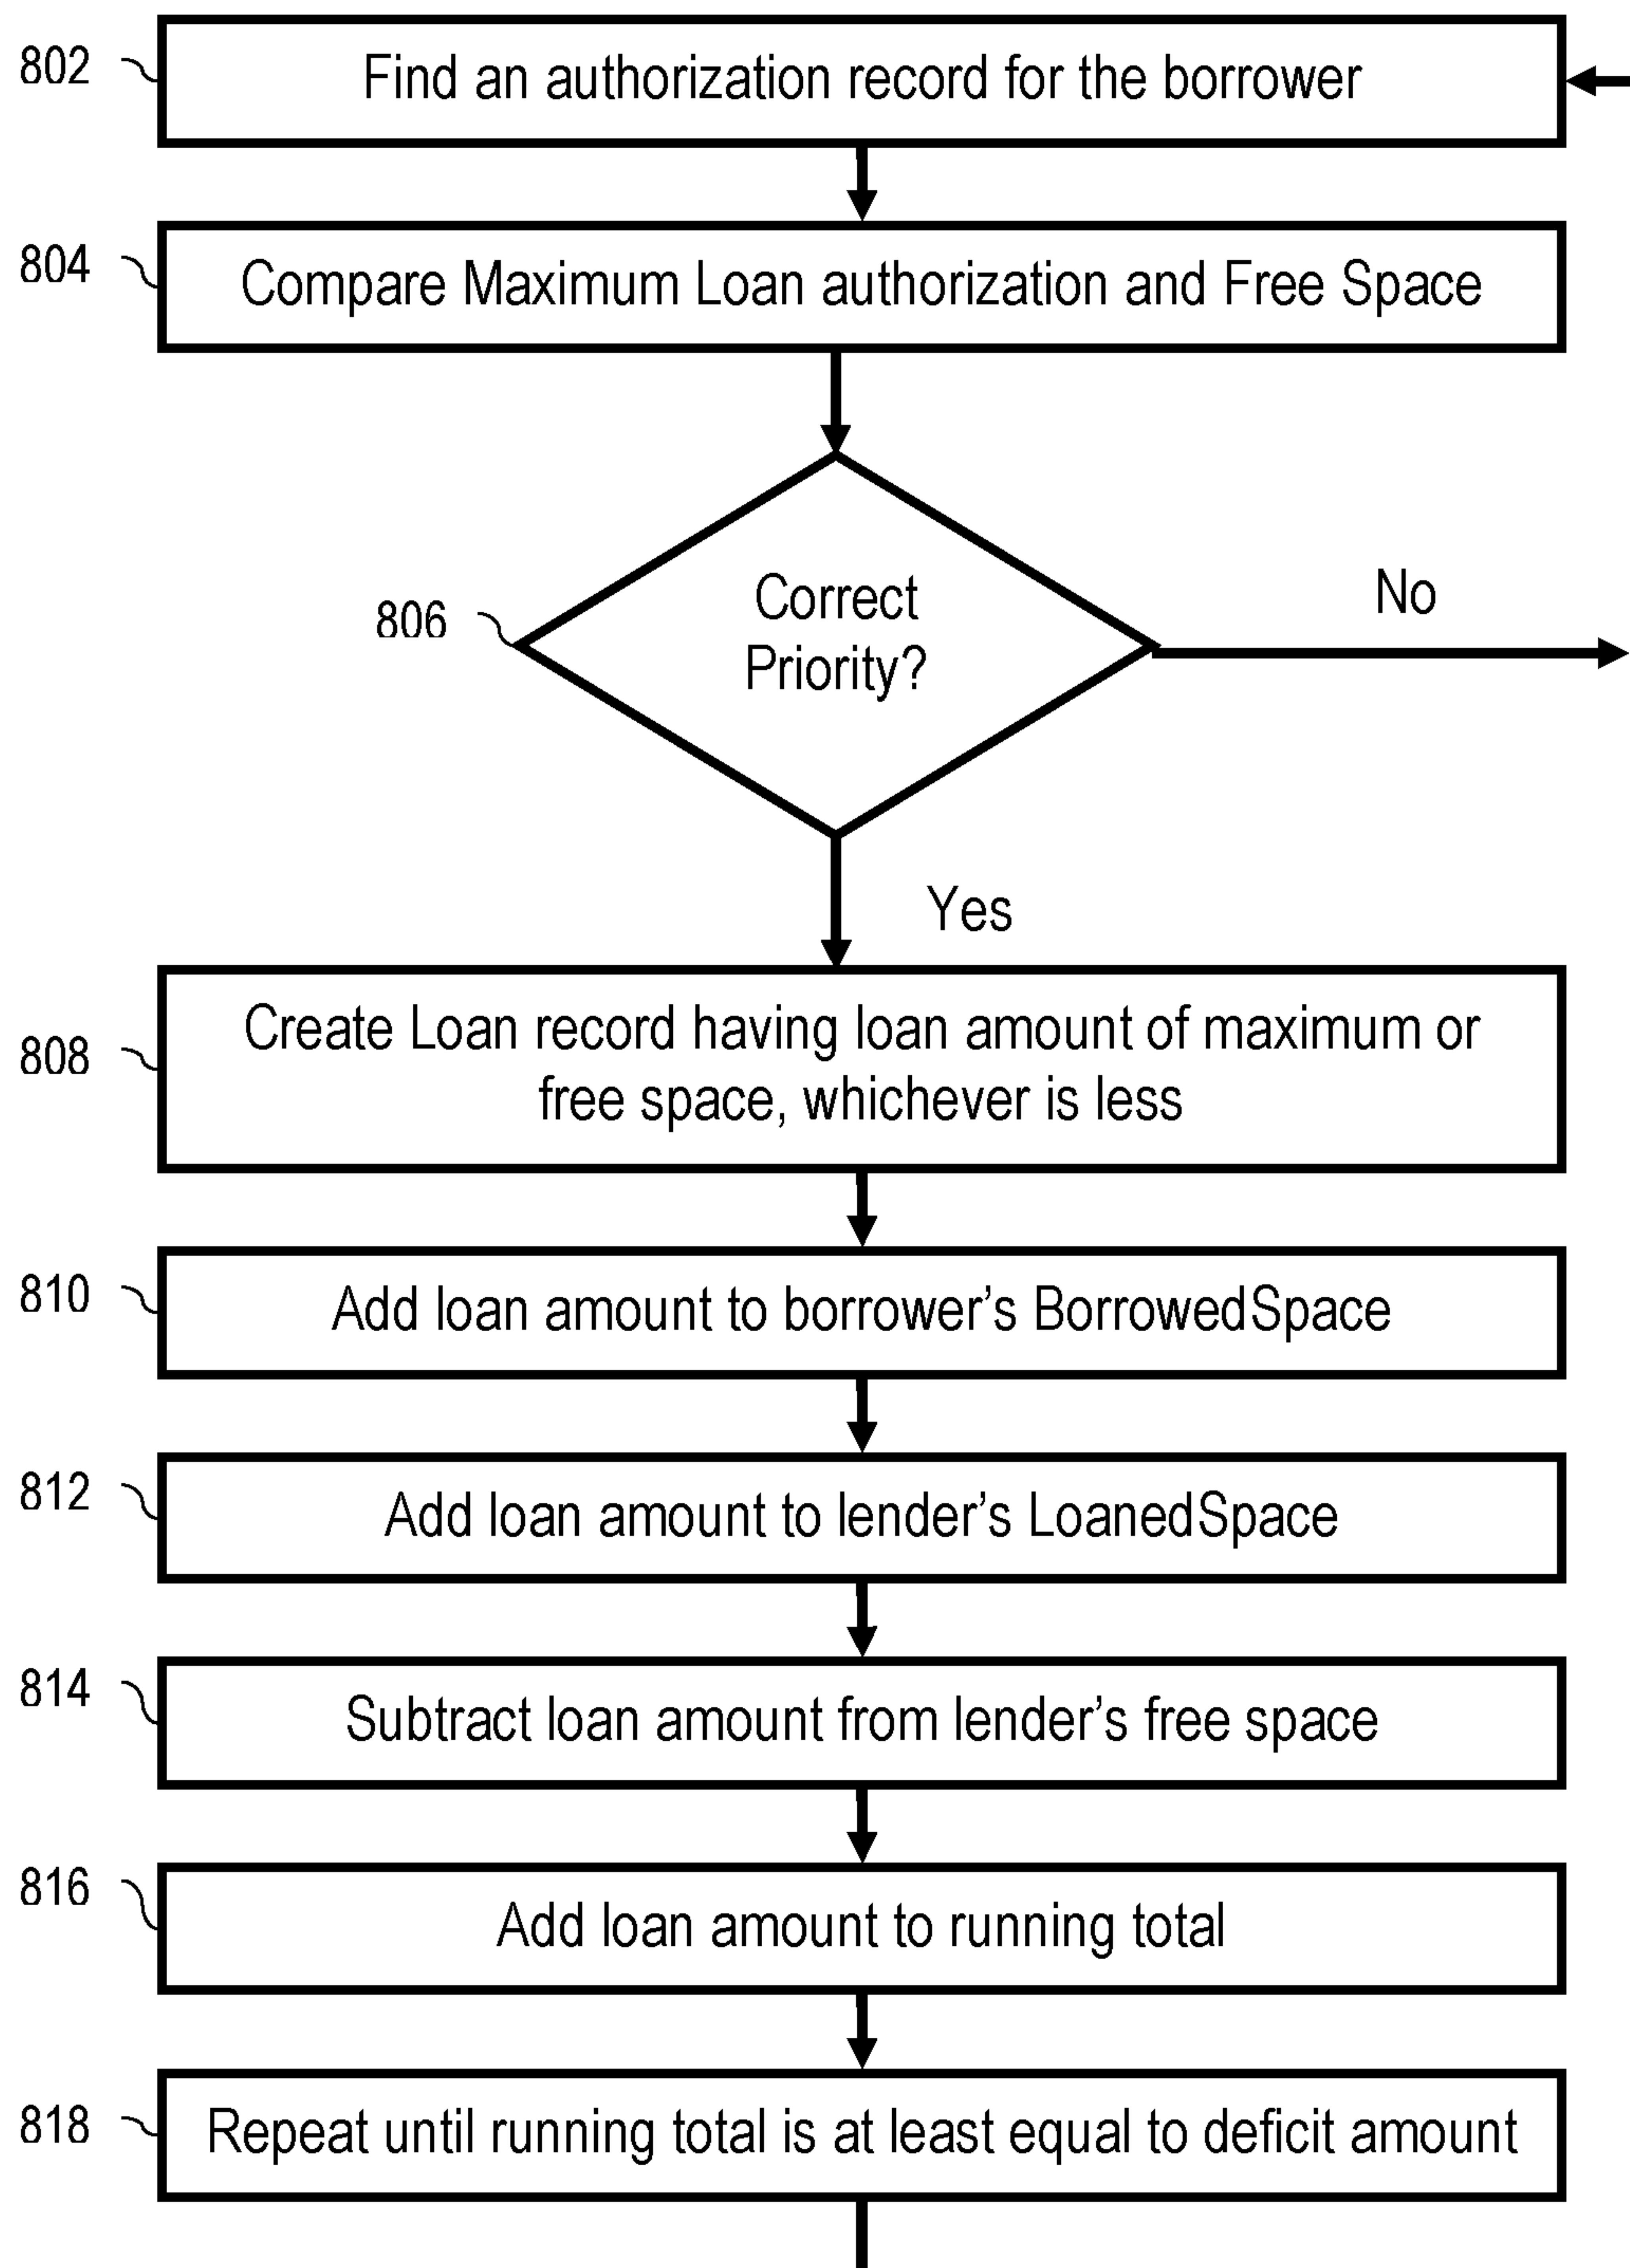 802
Find an authorization record for the borrower
804
Compare Maximum Loan authorization and Free Space
806
Correct
Priority?
No
Yes
808
Create Loan record having loan amount of maximum or
free space, whichever is less
810
Add loan amount to borrower’s BorrowedSpace
812
Add loan amount to lender’s LoanedSpace
814
Subtract loan amount from lender’s free space
816
Add loan amount to running total
818
Repeat until running total is at least equal to deficit amount